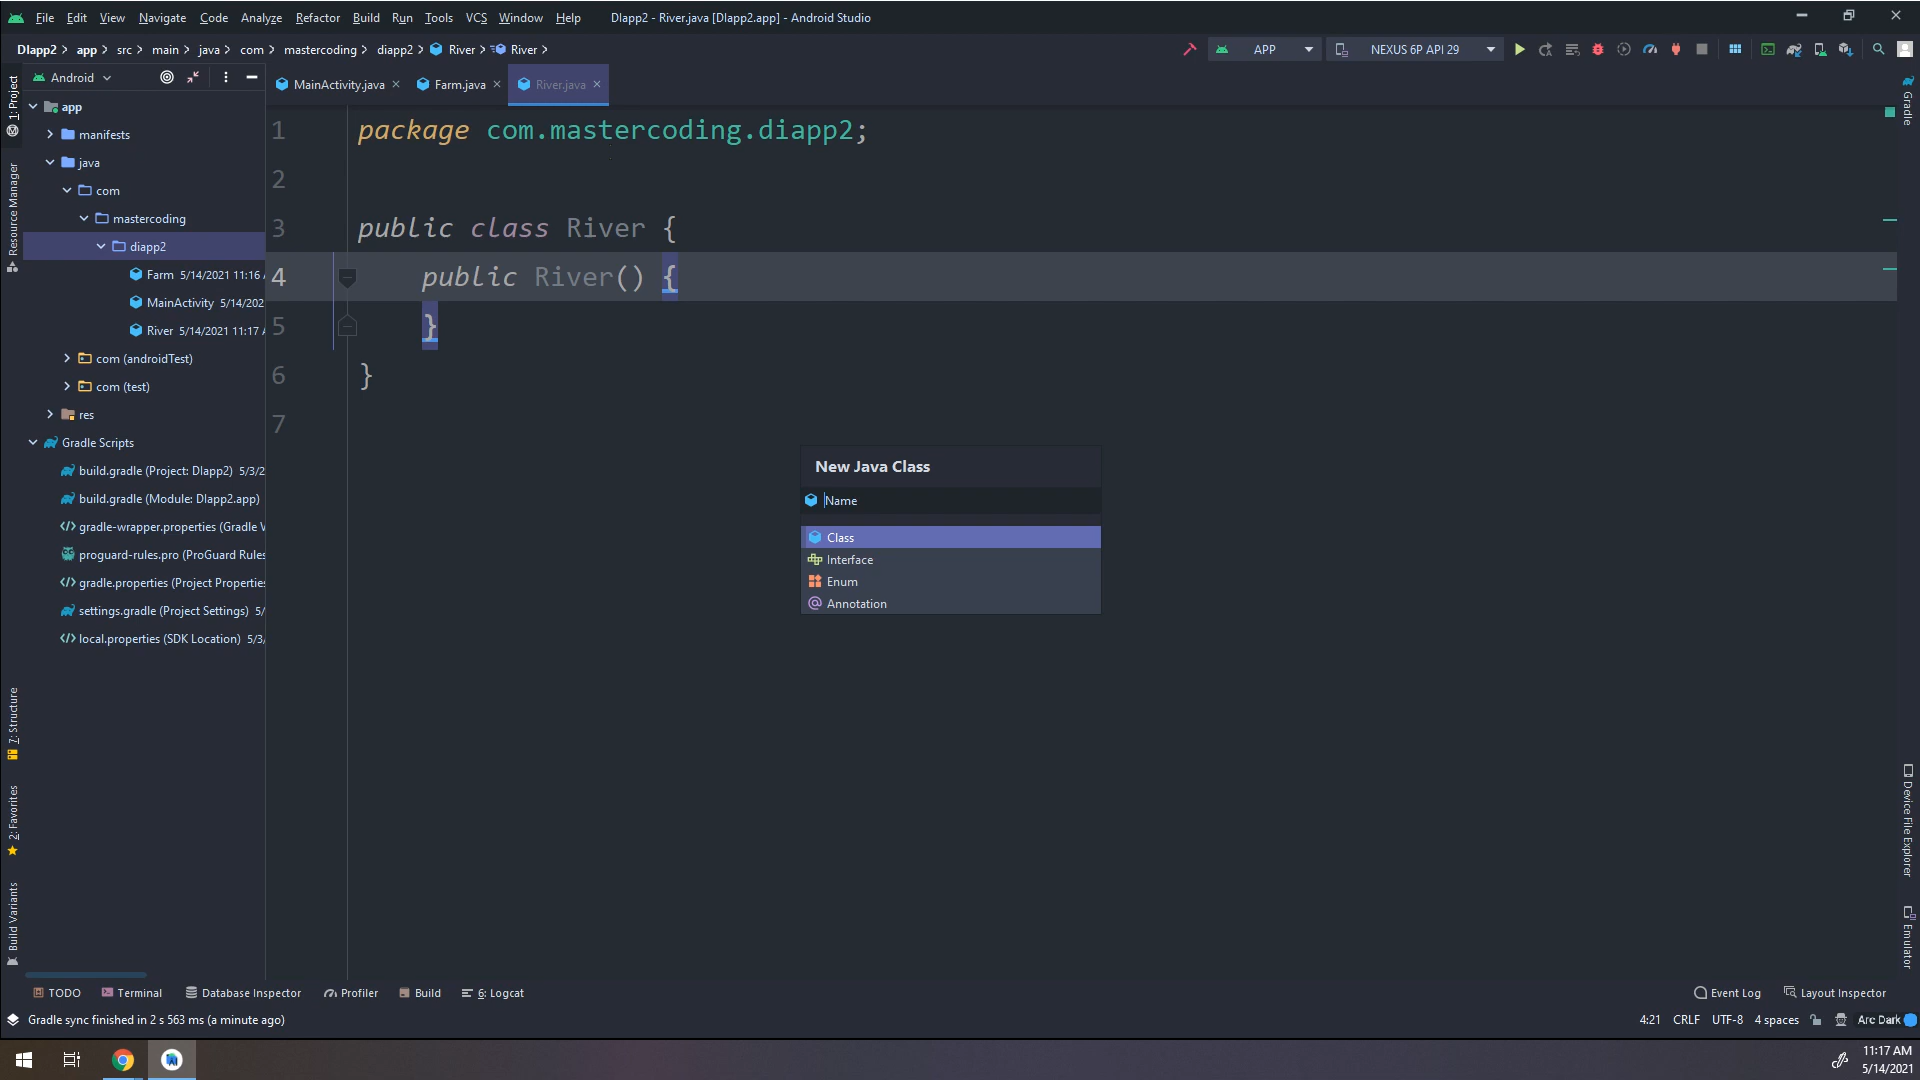 File Edit View Navigate Code Analyze Refactor Build Run Tools VCS Window Help DIapp2 - River.java [DIapp2.app] - Android Studio
DIapp2 app src main java com mastercoding diapp2 River River APP NEXUS 6P API 29
Android MainActivity.java Farm.java River.java
app
manifests
java
com
mastercoding
diapp2
Farm 5/14/2021 11:16
MainActivity 5/14/202
River 5/14/2021 11:17
com (androidTest)
com (test)
res
Gradle Scripts
build.gradle (Project: DIapp2) 5/3/2
build.gradle (Module: DIapp2.app)
gradle-wrapper.properties (Gradle V
proguard-rules.pro (ProGuard Rules
gradle.properties (Project Properties
settings.gradle (Project Settings) 5/
local.properties (SDK Location) 5/3/
1 package com.mastercoding.diapp2;
2
3 public class River {
4 public River() {
5 }
6 }
7
New Java Class
Name
Class
Interface
Enum
Annotation
1: Project
Resource Manager
7: Structure
2: Favorites
Build Variants
Gradle
Device File Explorer
Emulator
TODO Terminal Database Inspector Profiler Build 6: Logcat Event Log Layout Inspector
Gradle sync finished in 2 s 563 ms (a minute ago) 4:21 CRLF UTF-8 4 spaces Arc Dark
11:17 AM
5/14/2021